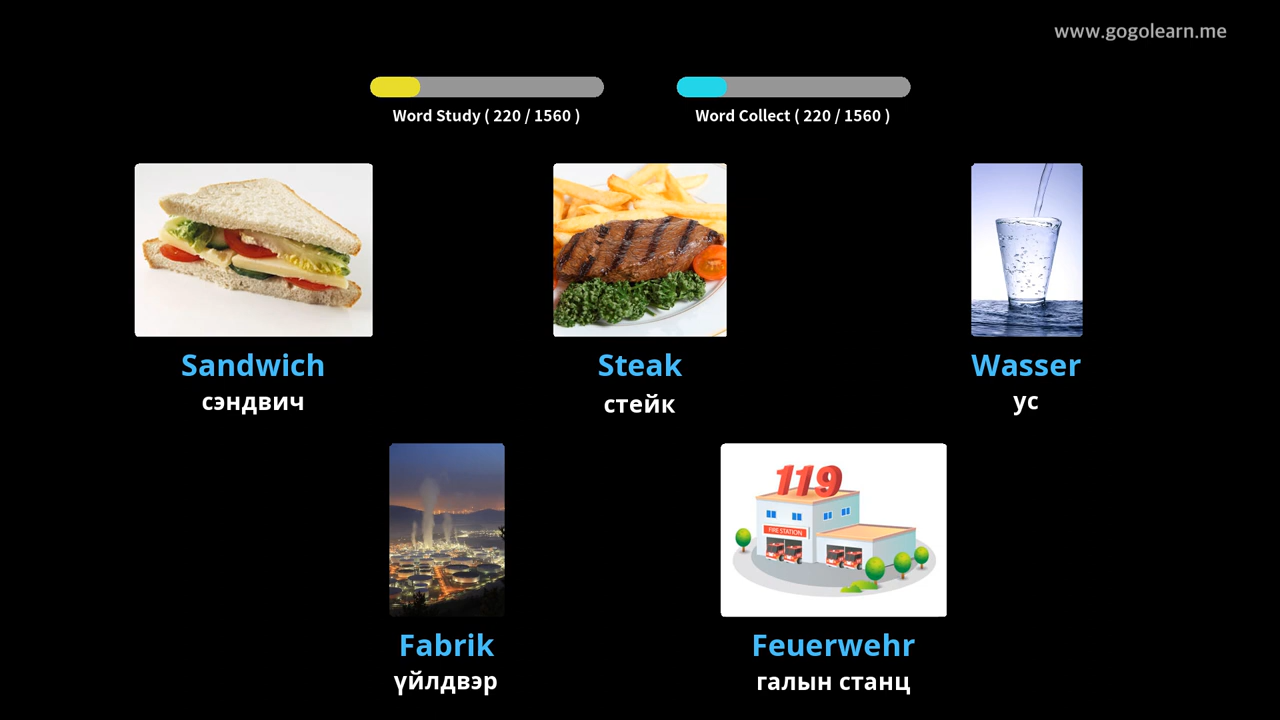 www.gogolearn.me
Word Study ( 220 / 1560 )
Word Collect ( 220 / 1560 )
Sandwich
сэндвич
Steak
стейк
Wasser
ус
119
FIRE STATION
Fabrik
үйлдвэр
Feuerwehr
галын станц